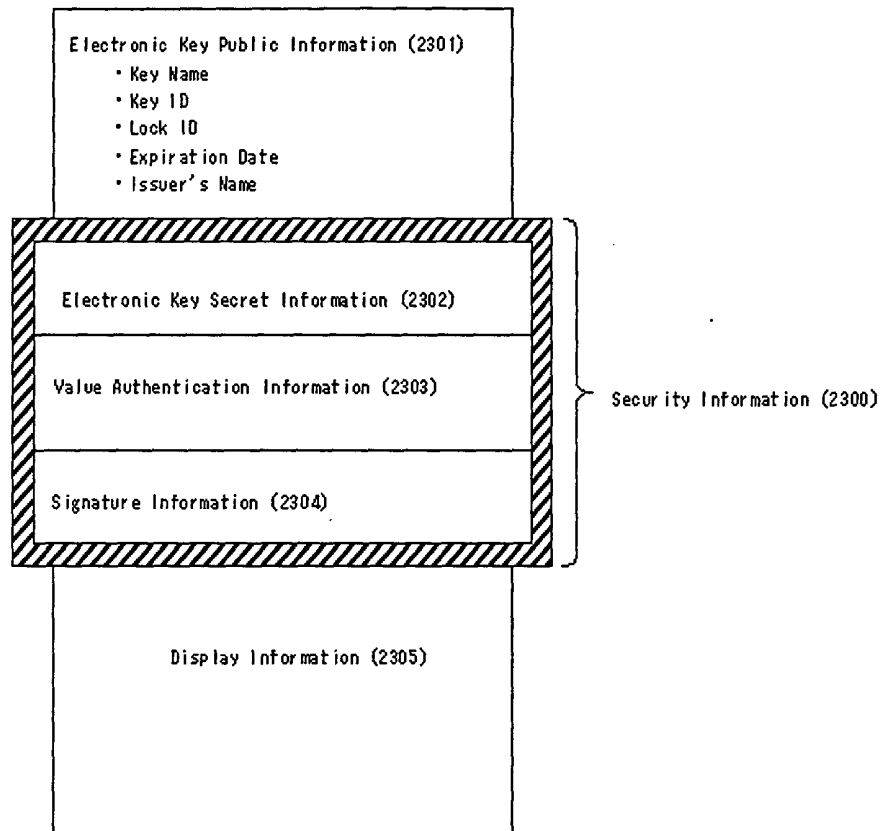 Electronic Key Public Information (2301)
・Key Name
・Key ID
・Lock ID
・Expiration Date
・Issuer's Name
Electronic Key Secret Information (2302)
Value Authentication Information (2303)
Security Information (2300)
Signature Information (2304)
Display Information (2305)